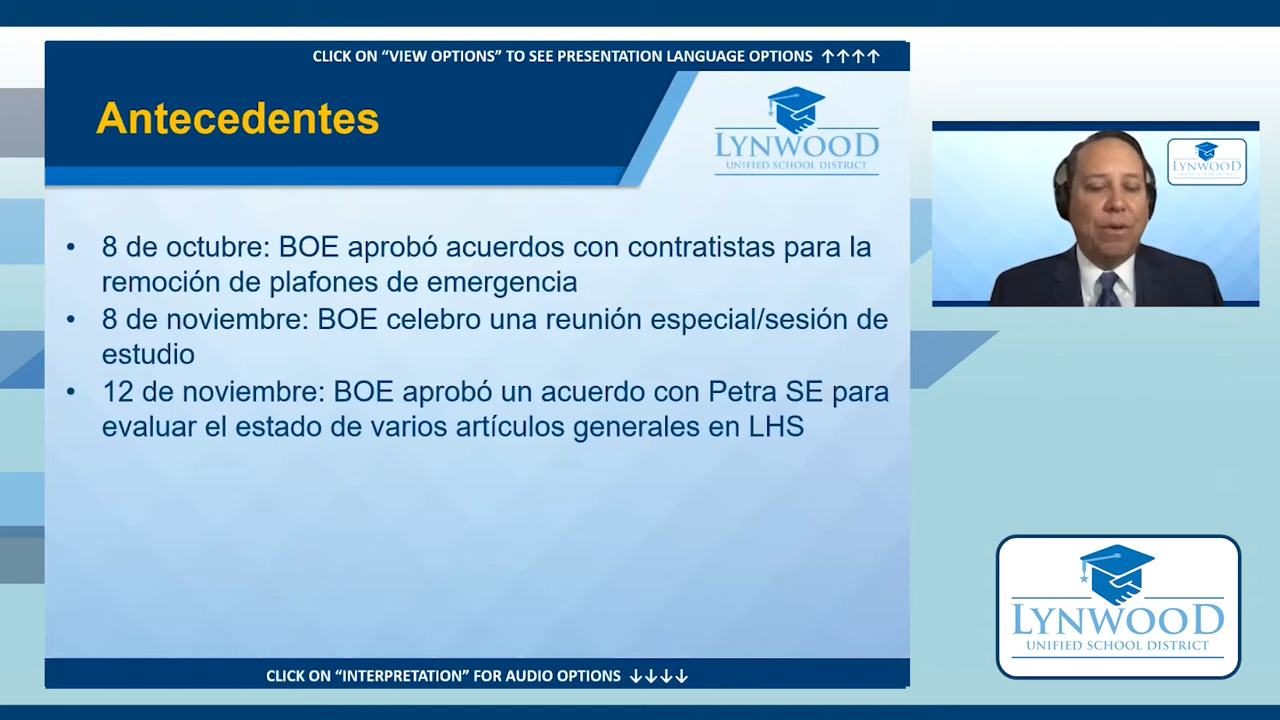 CLICK ON “VIEW OPTIONS” TO SEE PRESENTATION LANGUAGE OPTIONS ↑↑↑↑
Antecedentes
LYNWOOD
UNIFIED SCHOOL DISTRICT
LYNWOOD
• 8 de octubre: BOE aprobó acuerdos con contratistas para la
remoción de plafones de emergencia
• 8 de noviembre: BOE celebro una reunión especial/sesión de
estudio
• 12 de noviembre: BOE aprobó un acuerdo con Petra SE para
evaluar el estado de varios artículos generales en LHS
LYNWOOD
UNIFIED SCHOOL DISTRICT
CLICK ON “INTERPRETATION” FOR AUDIO OPTIONS ↓↓↓↓